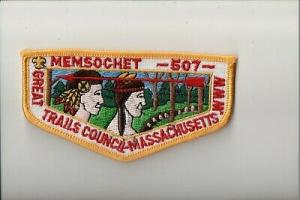 MEMSOCHET ~507~
GREAT
TRAILS COUNCIL-MASSACHUSETTS
WWW